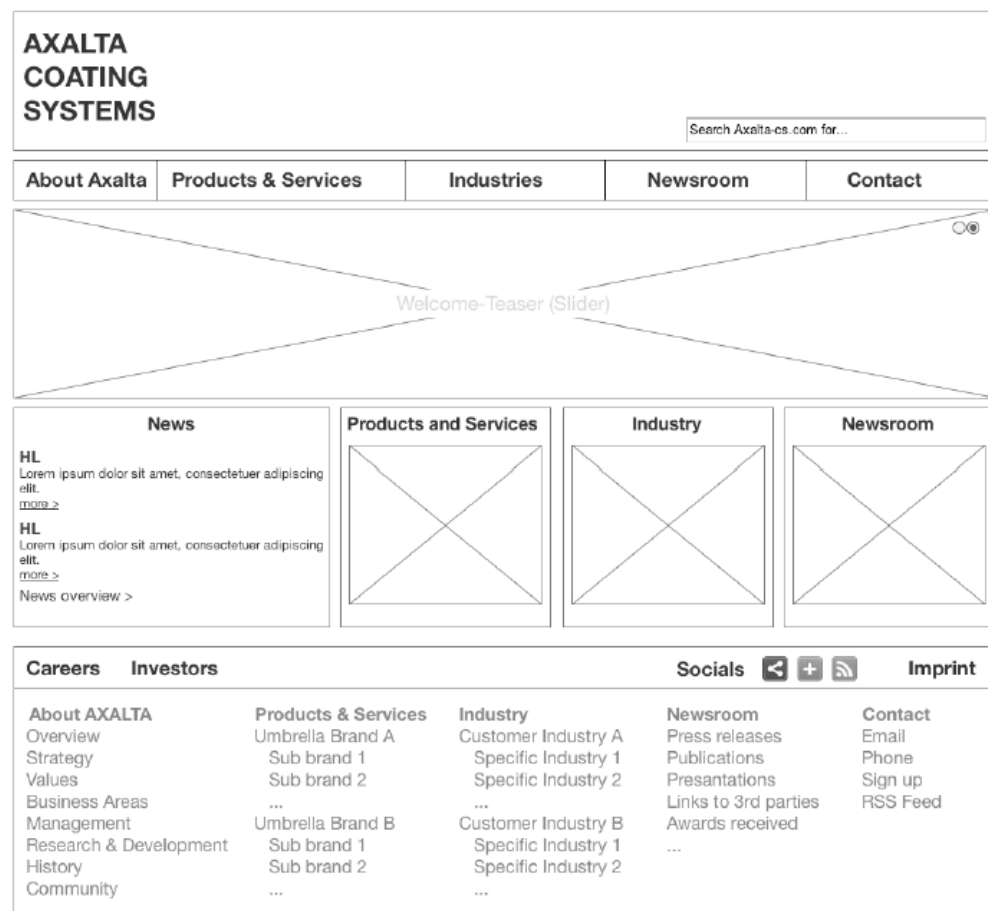 AXALTA
COATING
SYSTEMS
Search Axalta-cs.com for...
About Axalta
Products & Services
Industries
Newsroom
Contact
Welcome-Teaser (Slider)
News
HL
Lorem ipsum dolor sit amet, consectetuer adipiscing
elit.
more >
HL
Lorem ipsum dolor sit amet, consectetuer adipiscing
elit.
more >
News overview >
Products and Services
Industry
Newsroom
Careers
Investors
Socials
Imprint
About AXALTA
Overview
Strategy
Values
Business Areas
Management
Research & Development
History
Community
Products & Services
Umbrella Brand A
Sub brand 1
Sub brand 2
...
Umbrella Brand B
Sub brand 1
Sub brand 2
...
Industry
Customer Industry A
Specific Industry 1
Specific Industry 2
...
Customer Industry B
Specific Industry 1
Specific Industry 2
...
Newsroom
Press releases
Publications
Presantations
Links to 3rd parties
Awards received
...
Contact
Email
Phone
Sign up
RSS Feed